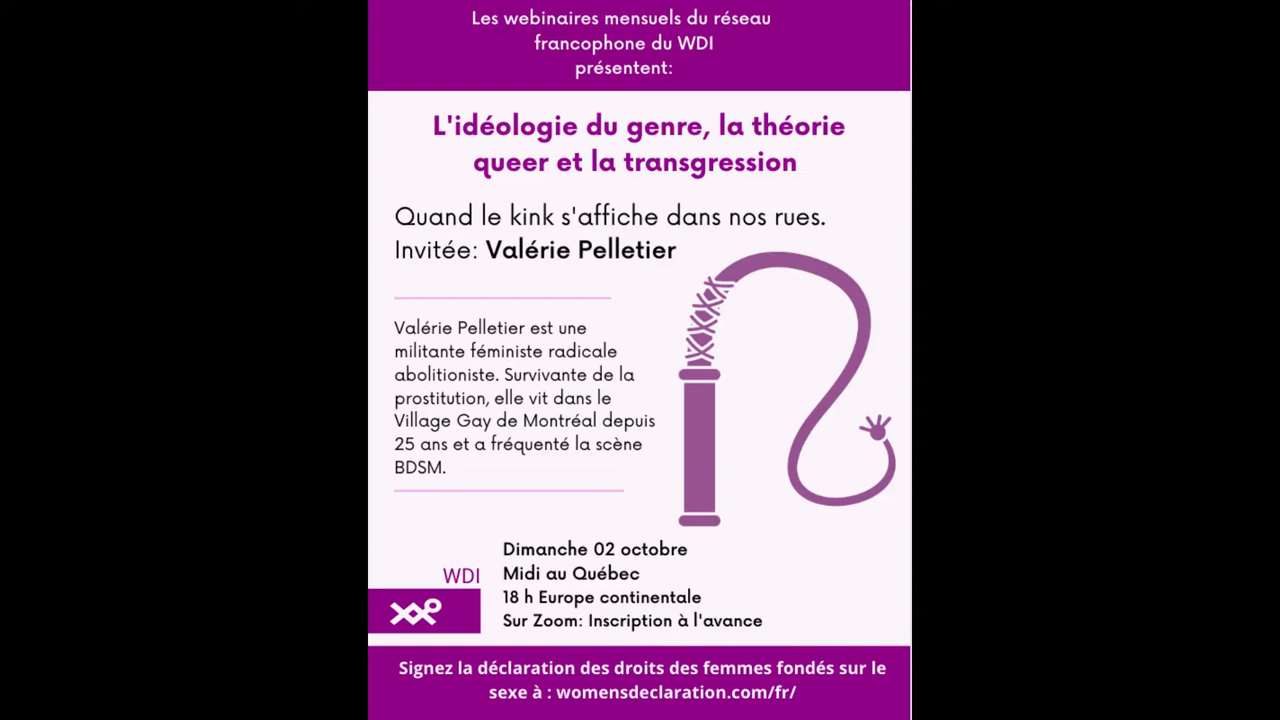 Les webinaires mensuels du réseau
francophone du WDI
présentent:
L'idéologie du genre, la théorie
queer et la transgression
Quand le kink s'affiche dans nos rues.
Invitée: Valérie Pelletier
Valérie Pelletier est une
militante féministe radicale
abolitioniste. Survivante de la
prostitution, elle vit dans le
Village Gay de Montréal depuis
25 ans et a fréquenté la scène
BDSM.
WDI
Dimanche 02 octobre
Midi au Québec
18 h Europe continentale
Sur Zoom: Inscription à l'avance
Signez la déclaration des droits des femmes fondés sur le
sexe à : womensdeclaration.com/fr/